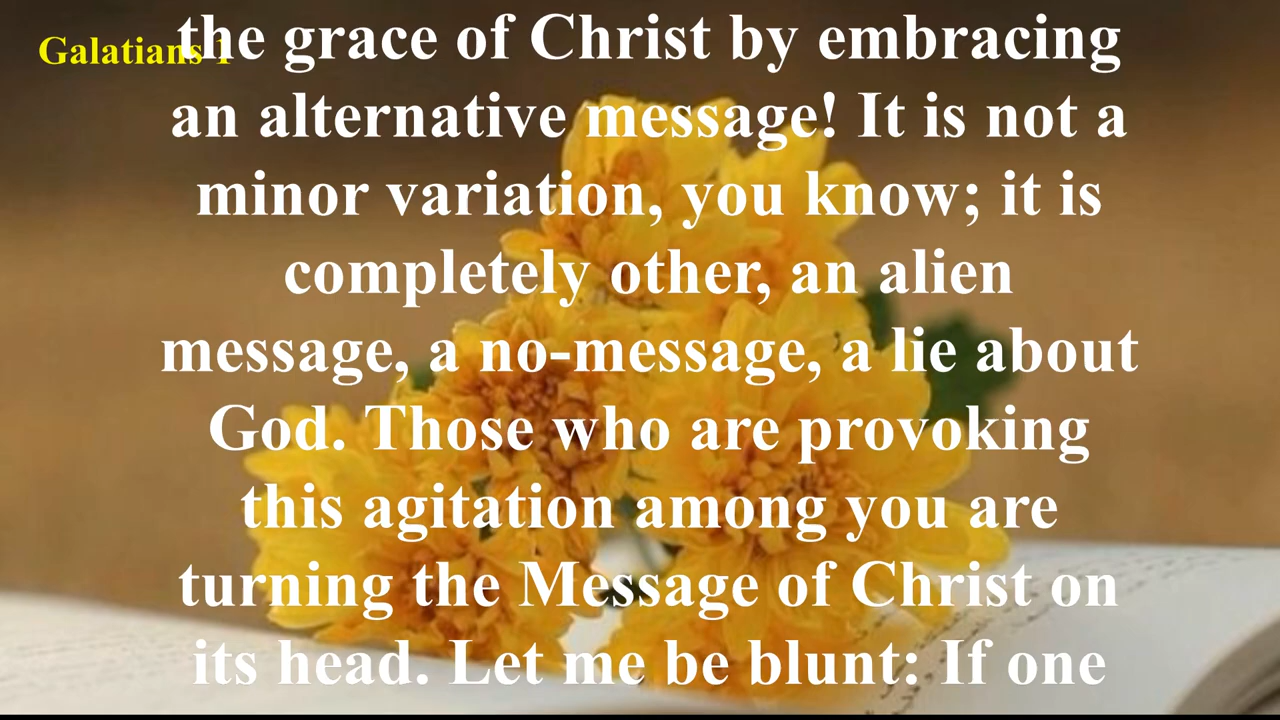 Galatians 1
the grace of Christ by embracing
an alternative message! It is not a
minor variation, you know; it is
completely other, an alien
message, a no-message, a lie about
God. Those who are provoking
this agitation among you are
turning the Message of Christ on
its head. Let me be blunt: If one